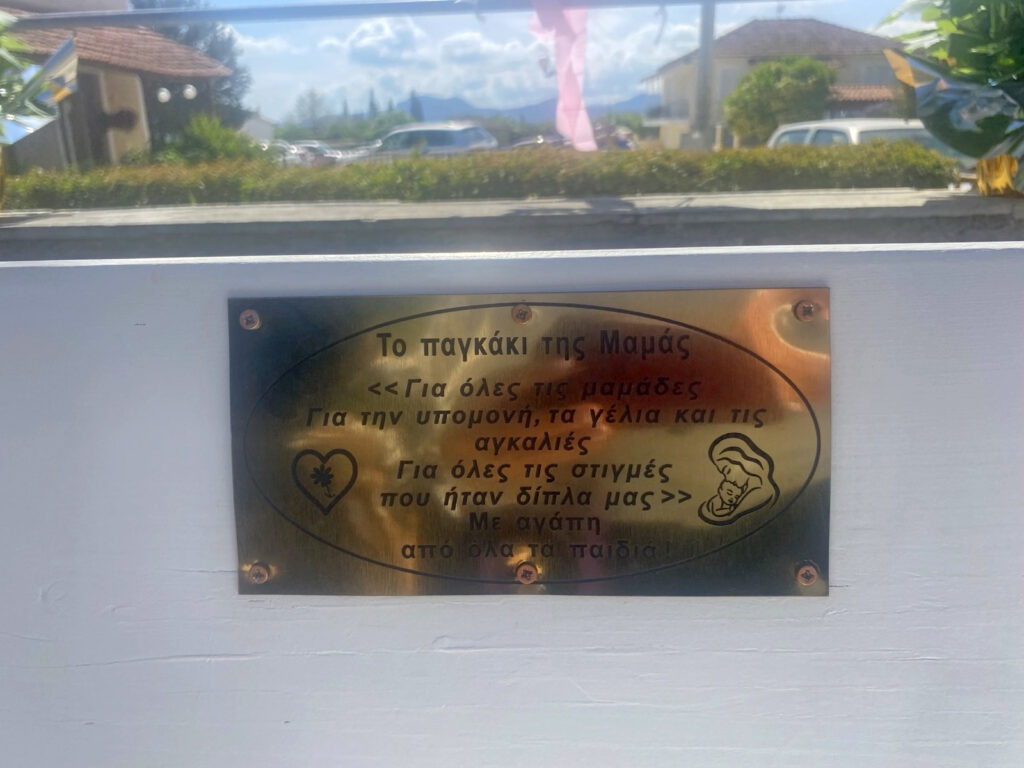 Το παγκάκι της Μαμάς
<<Για όλες τις μαμάδες
Για την υπομονή, τα γέλια και τις
αγκαλιές
Για όλες τις στιγμές
που ήταν δίπλα μας>>
Με αγάπη
από όλα τα παιδιά!